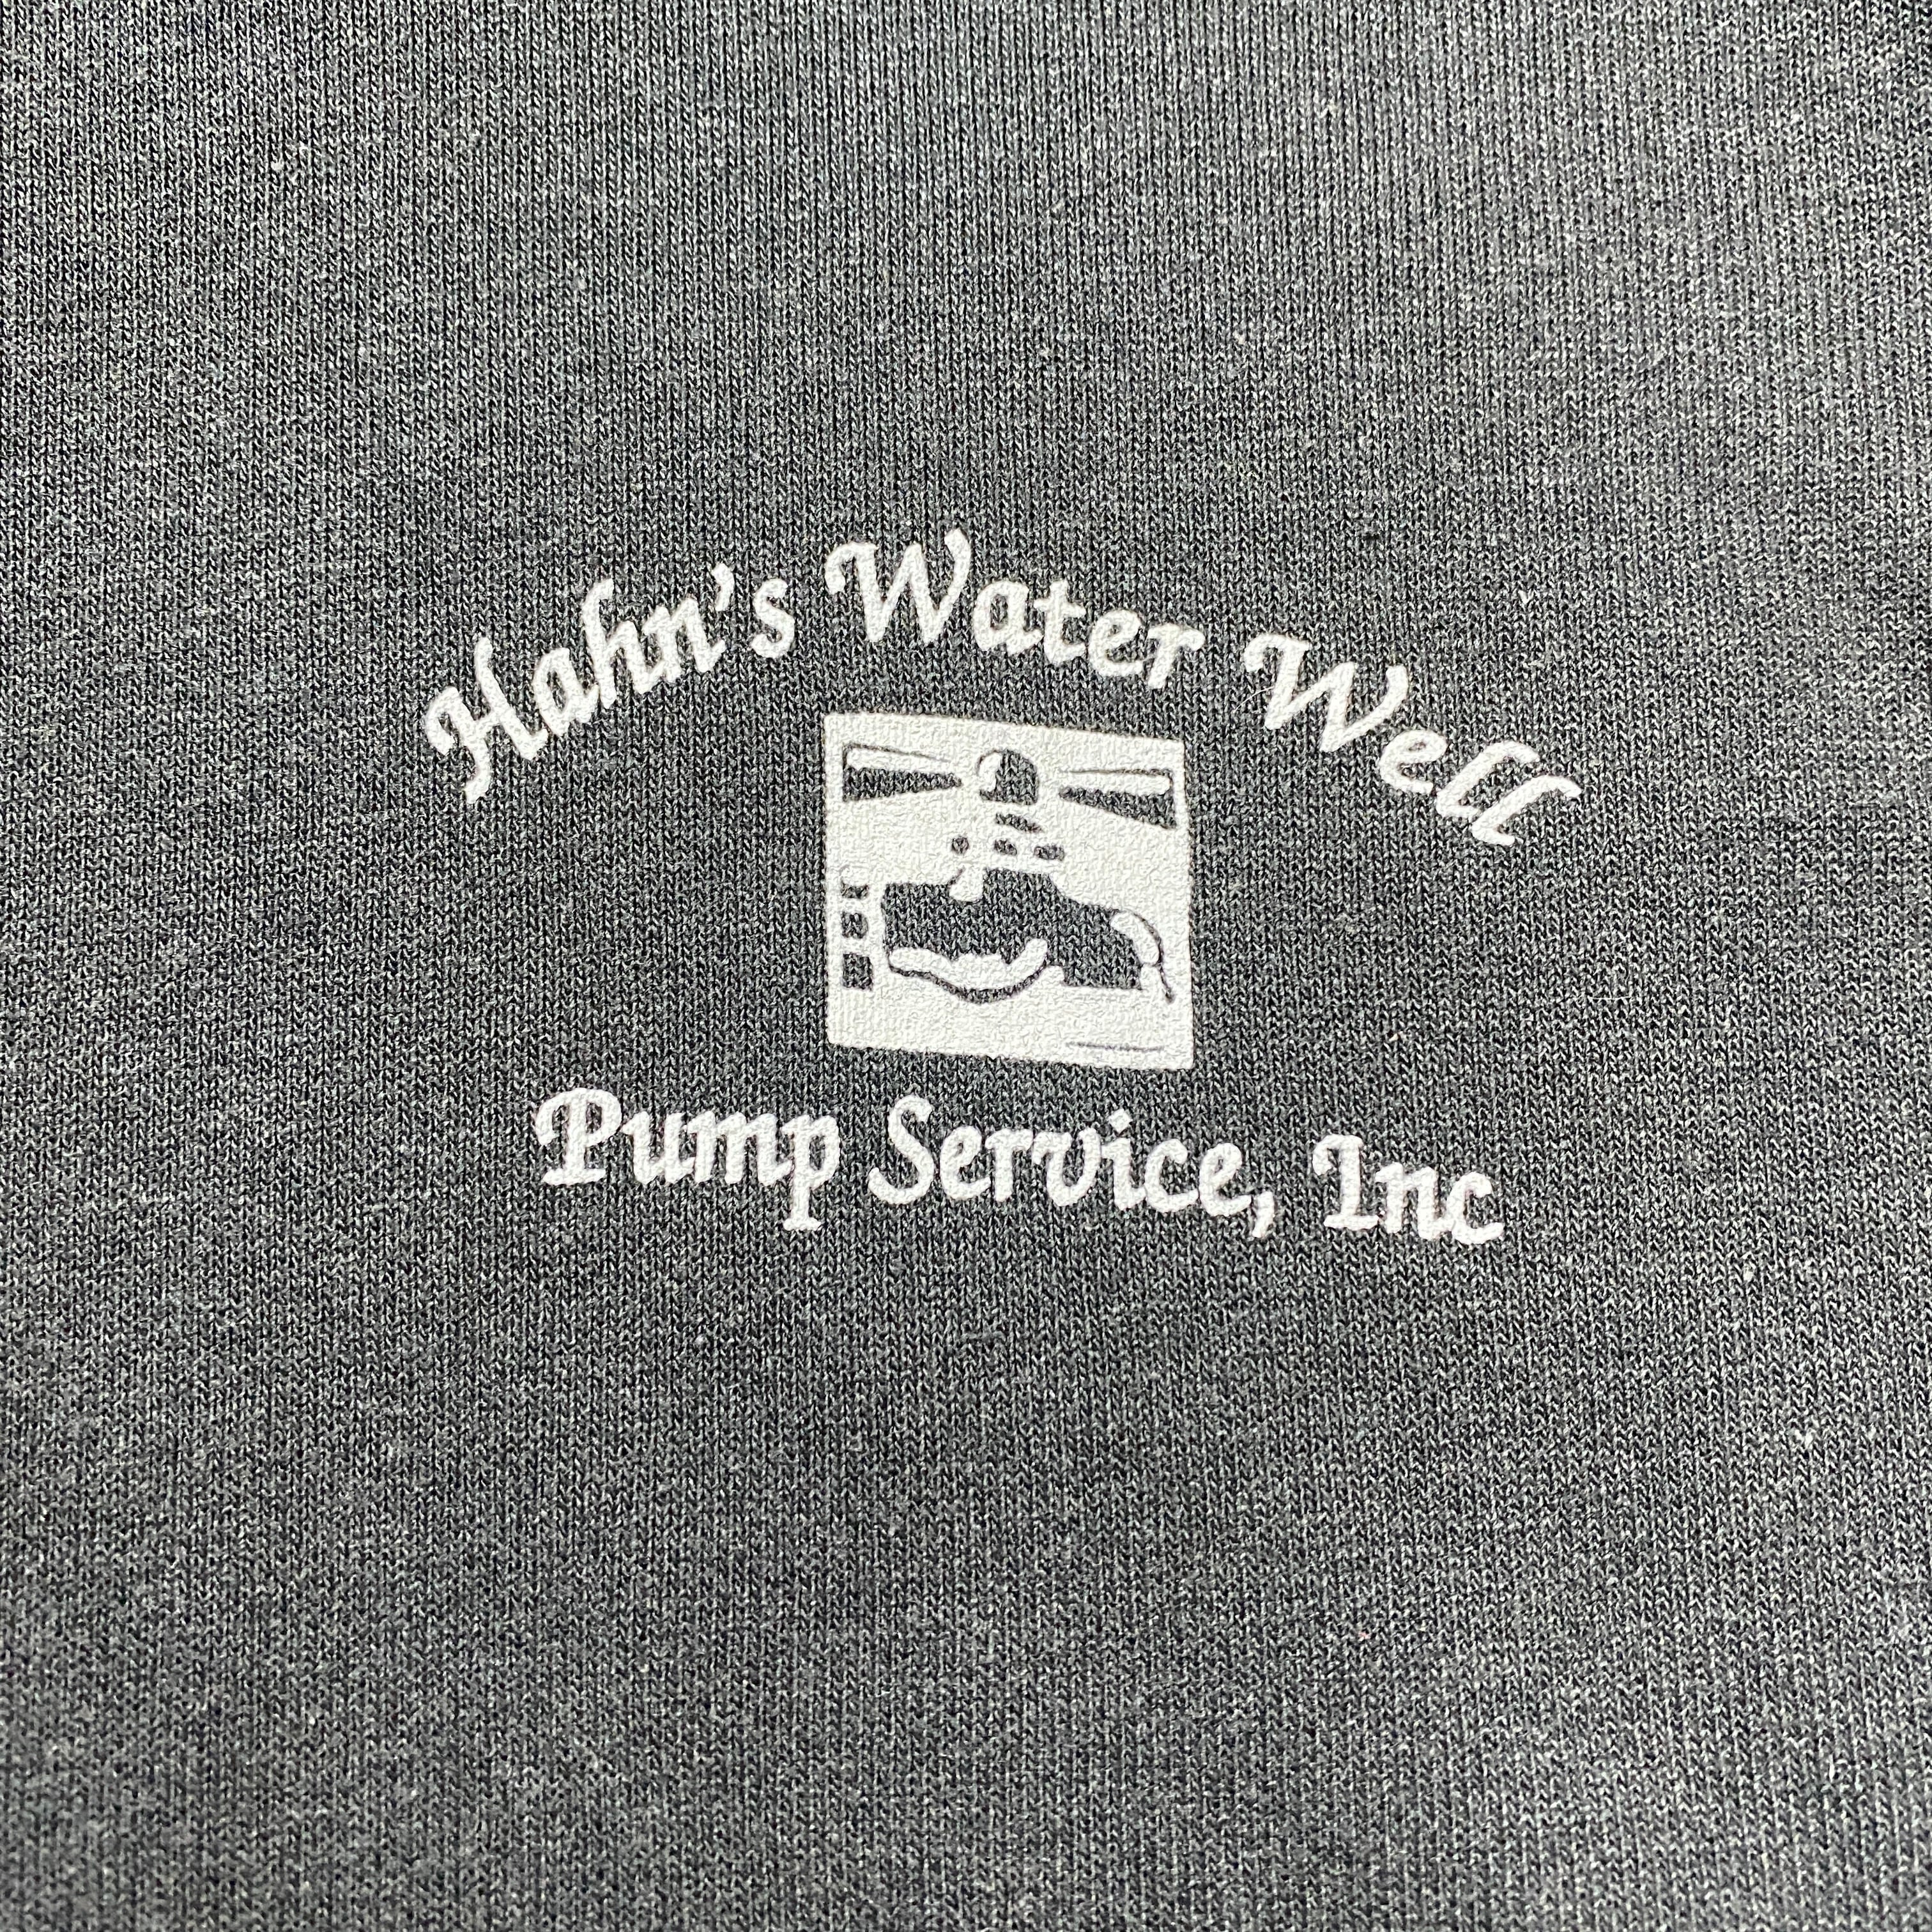 Hahn's Water Well
Pump Service, Inc